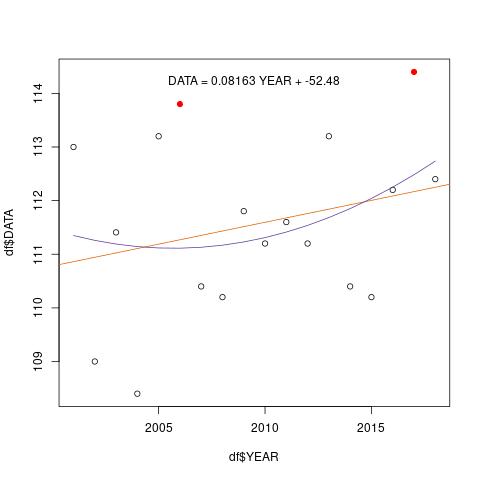 DATA = 0.08163 YEAR + -52.48
114
113
112
111
110
109
df$DATA
2005 2010 2015
df$YEAR